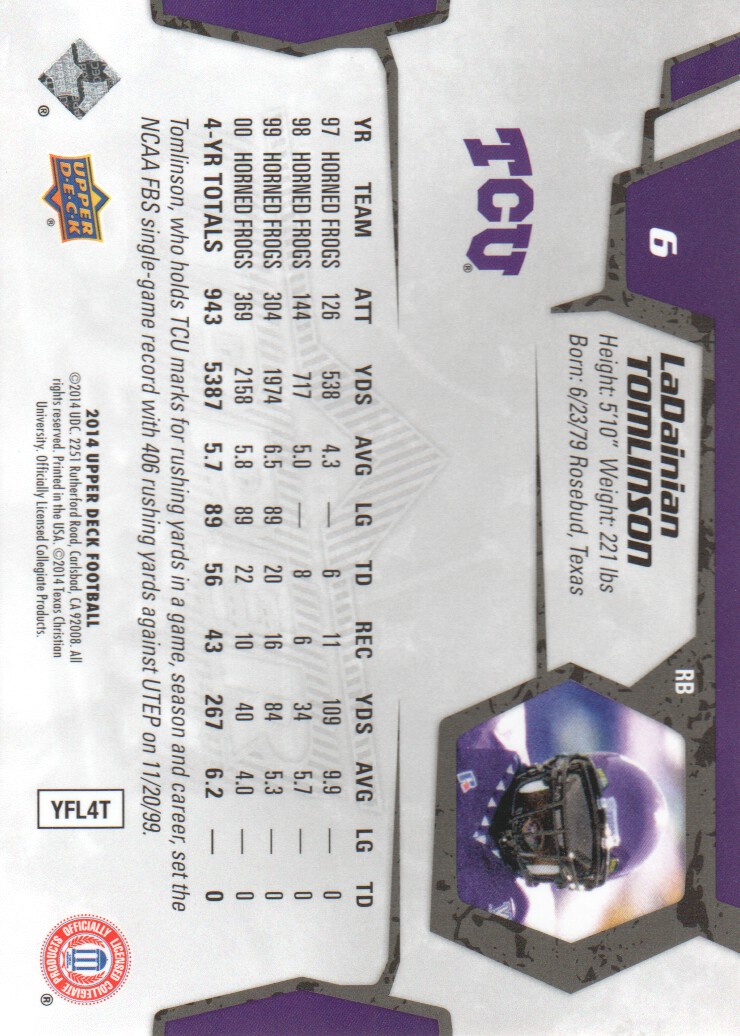 6
LaDainian
TOMLINSON
RB
Height: 5'10" Weight: 221 lbs
Born: 6/23/79 Rosebud, Texas
TCU®
YR TEAM ATT YDS AVG LG TD REC YDS AVG LG TD
97 HORNED FROGS 126 538 4.3 — 6 11 109 9.9 — 0
98 HORNED FROGS 144 717 5.0 — 8 6 34 5.7 — 0
99 HORNED FROGS 304 1974 6.5 89 20 16 84 5.3 — 0
00 HORNED FROGS 369 2158 5.8 89 22 10 40 4.0 — 0
4-YR TOTALS 943 5387 5.7 89 56 43 267 6.2 — 0
Tomlinson, who holds TCU marks for rushing yards in a game, season and career, set the
NCAA FBS single-game record with 406 rushing yards against UTEP on 11/20/99.
®
UPPER
D·E·C·K
®
2014 UPPER DECK FOOTBALL
©2014 UDC. 2251 Rutherford Road, Carlsbad, CA 92008. All
rights reserved. Printed in the USA. ©2014 Texas Christian
University. Officially Licensed Collegiate Products.
YFL4T
OFFICIALLY LICENSED
COLLEGIATE PRODUCTS
®